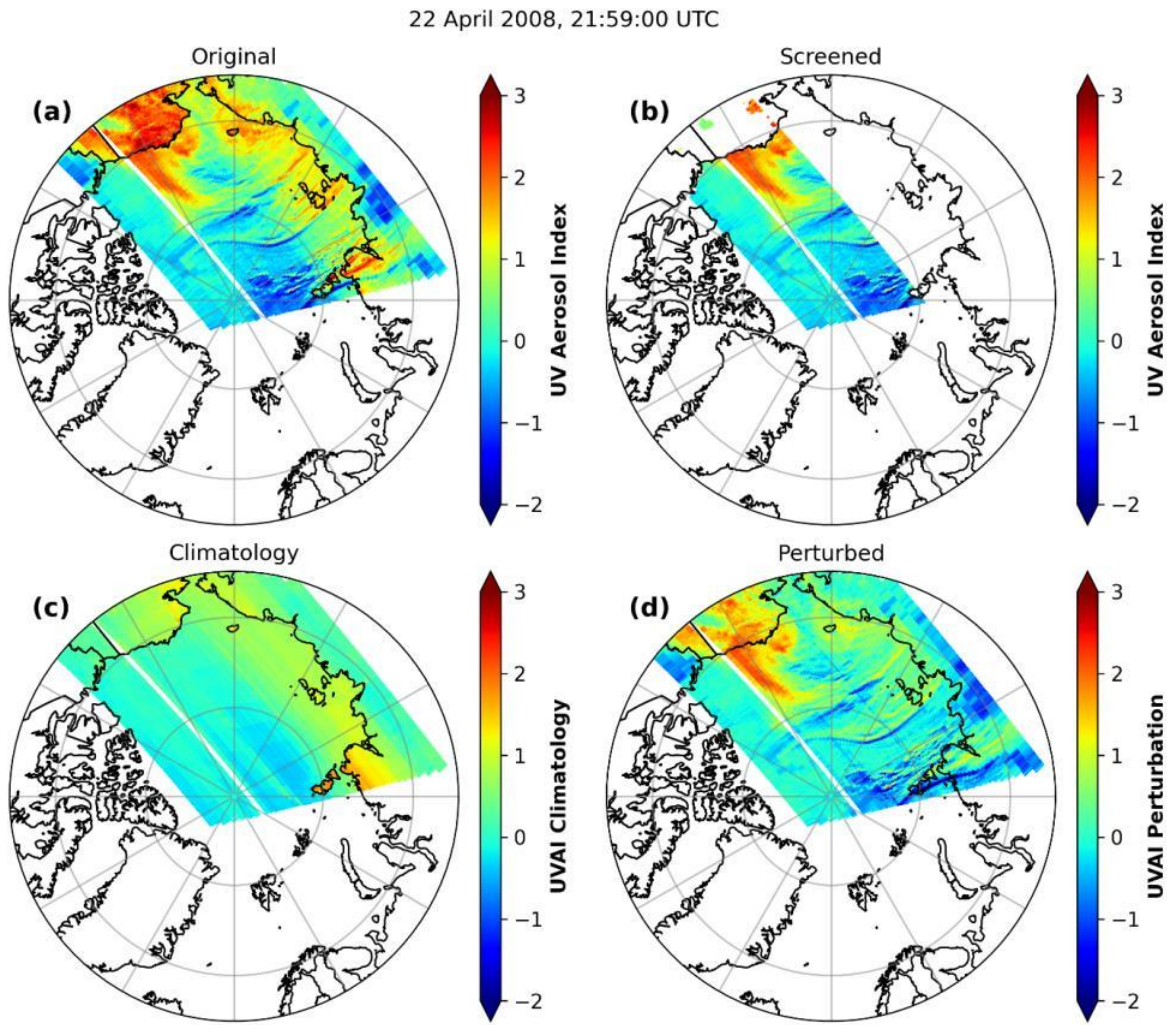 22 April 2008, 21:59:00 UTC
Original
Screened
(a)
3
2
1
0
−1
−2
UV Aerosol Index
(b)
3
2
1
0
−1
−2
UV Aerosol Index
Climatology
Perturbed
(c)
3
2
1
0
−1
−2
UVAI Climatology
(d)
3
2
1
0
−1
−2
UVAI Perturbation